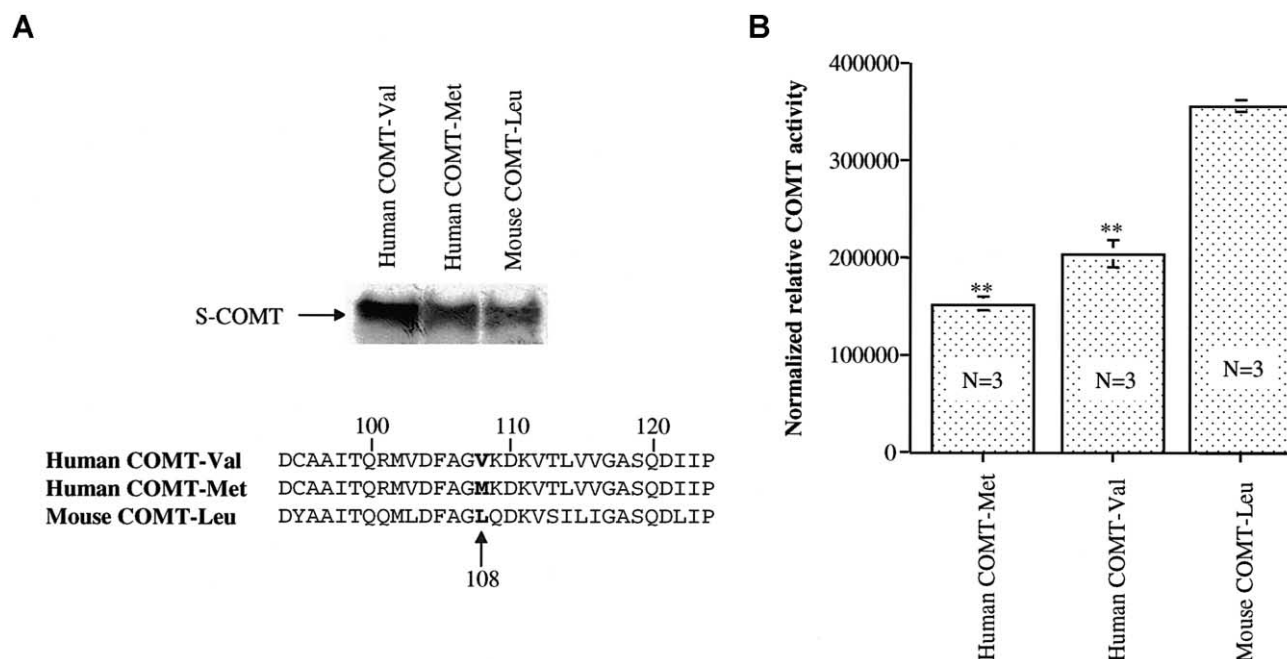 A
Human COMT-Val
Human COMT-Met
Mouse COMT-Leu
S-COMT
100 110 120
Human COMT-Val DCAAITQRMVDFAGVKDKVTLVVGASQDIIP
Human COMT-Met DCAAITQRMVDFAGMKDKVTLVVGASQDIIP
Mouse COMT-Leu DYAAITQQMLDFAGLQDKVSILIGASQDLIP
108
B
Normalized relative COMT activity
400000
300000
200000
100000
0
**
**
N=3
N=3
N=3
Human COMT-Met
Human COMT-Val
Mouse COMT-Leu